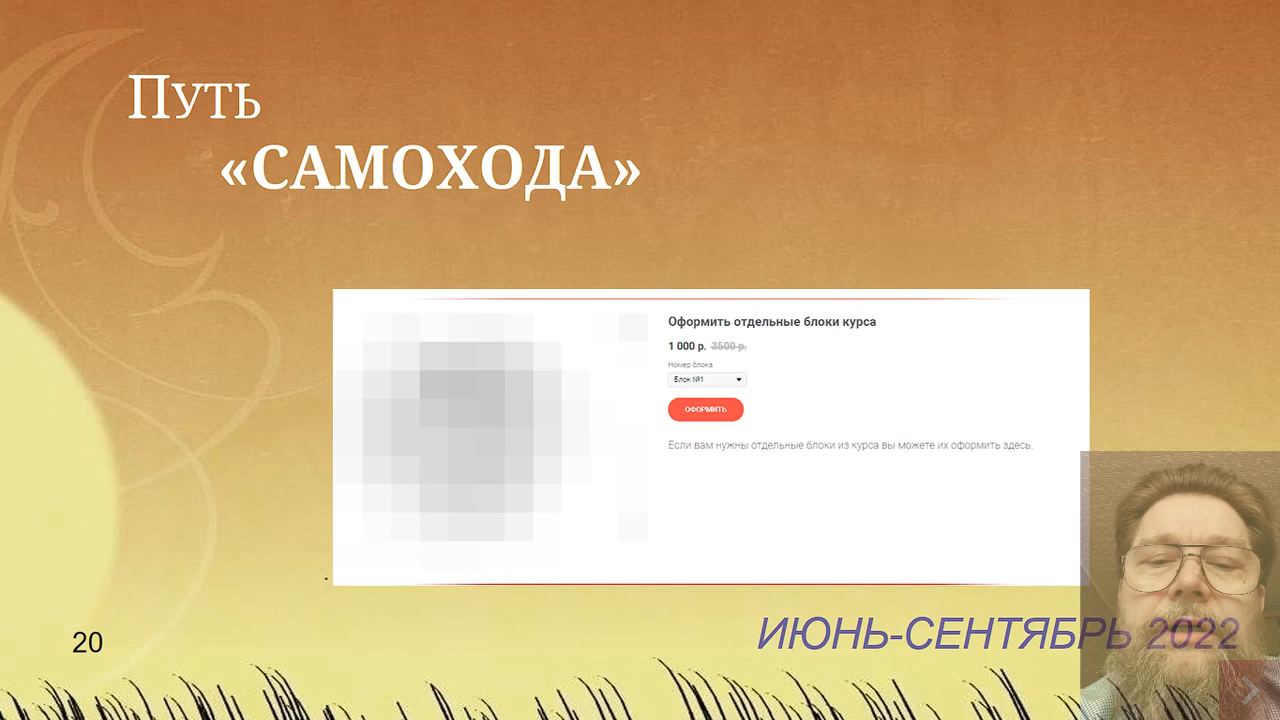 Путь
«САМОХОДА»
Оформить отдельные блоки курса
1 000 р. 3500 р.
Номер блока
Блок №1
ОФОРМИТЬ
Если вам нужны отдельные блоки из курса вы можете их оформить здесь.
ИЮНЬ-СЕНТЯБРЬ 2022
20